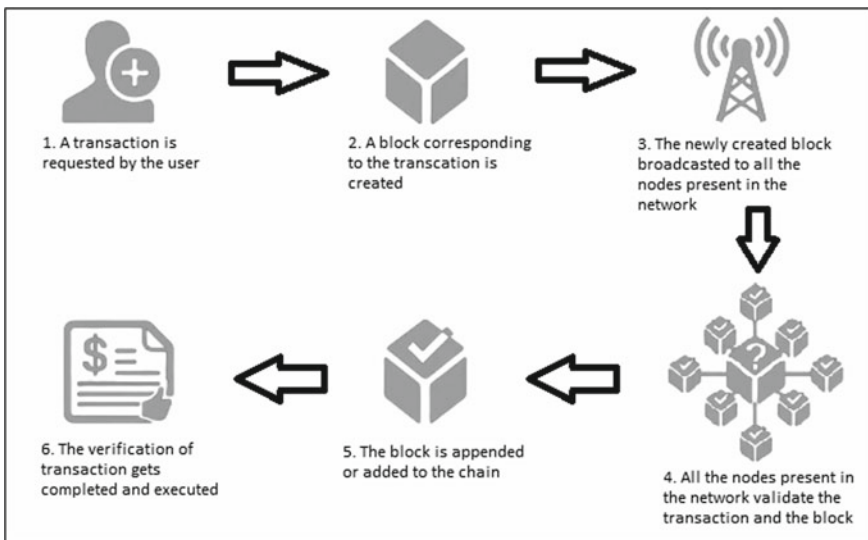 1. A transaction is
requested by the user
2. A block corresponding
to the transcation is
created
3. The newly created block
broadcasted to all the
nodes present in the
network
?
4. All the nodes present in
the network validate the
transaction and the block
5. The block is appended
or added to the chain
$
6. The verification of
transaction gets
completed and executed